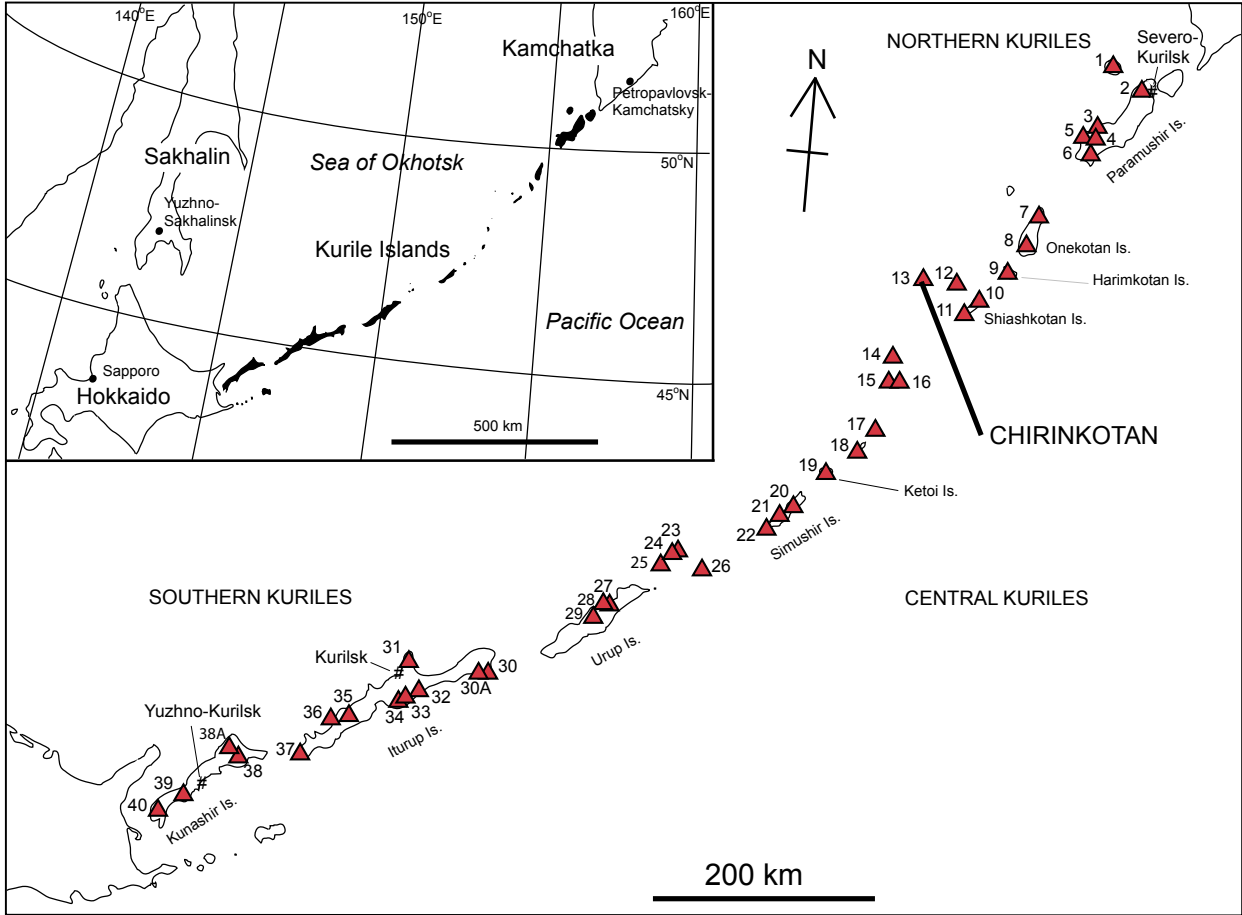 140°E
150°E
160°E
Kamchatka
Petropavlovsk-
Kamchatsky
Sakhalin
Sea of Okhotsk
50°N
Yuzhno-
Sakhalinsk
Kurile Islands
Pacific Ocean
Sapporo
Hokkaido
45°N
500 km
N
NORTHERN KURILES
Severo-
Kurilsk
1
2
#
3
5
4
6
Paramushir Is.
7
8
Onekotan Is.
9
Harimkotan Is.
13
12
10
11
Shiashkotan Is.
14
15
16
CHIRINKOTAN
17
18
19
Ketoi Is.
20
21
22
Simushir Is.
23
24
25
26
SOUTHERN KURILES
CENTRAL KURILES
27
28
29
Urup Is.
31
Kurilsk
#
30
30A
32
33
34
35
36
37
Iturup Is.
Yuzhno-Kurilsk
38A
38
39
#
40
Kunashir Is.
200 km